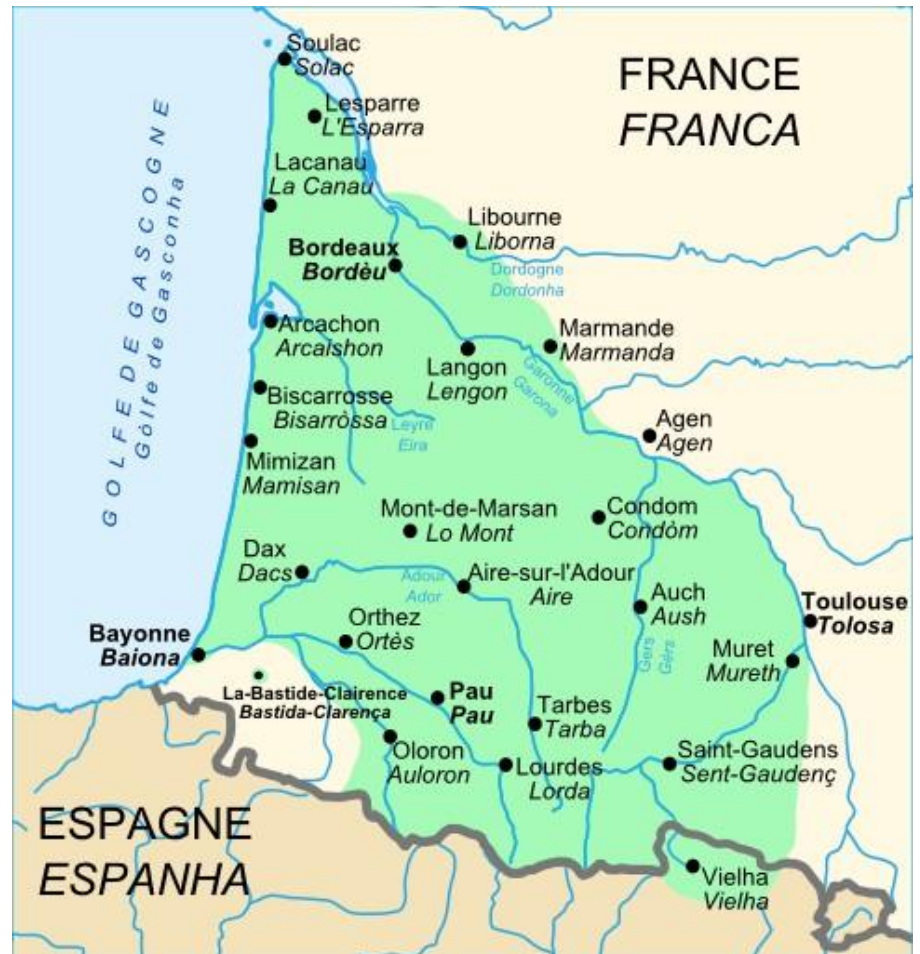 Soulac
Solac
FRANCE
FRANCA
Lesparre
L'Esparra
Lacanau
La Canau
Libourne
Liborna
Bordeaux
Bordèu
Dordogne
Dordonha
GOLFE DE GASCOGNE
Gòlfe de Gasconha
Arcachon
Arcaishon
Marmande
Marmanda
Langon
Lengon
Garonne
Garona
Biscarrosse
Bisarròssa
Leyre
Eira
Agen
Agen
Mimizan
Mamisan
Mont-de-Marsan
Lo Mont
Condom
Condòm
Dax
Dacs
Adour
Ador
Aire-sur-l'Adour
Aire
Auch
Aush
Toulouse
Tolosa
Orthez
Ortès
Gers
Gèrs
Bayonne
Baiona
Muret
Mureth
La-Bastide-Clairence
Bastida-Clarença
Pau
Pau
Tarbes
Tarba
Oloron
Auloron
Lourdes
Lorda
Saint-Gaudens
Sent-Gaudenç
ESPAGNE
ESPANHA
Vielha
Vielha